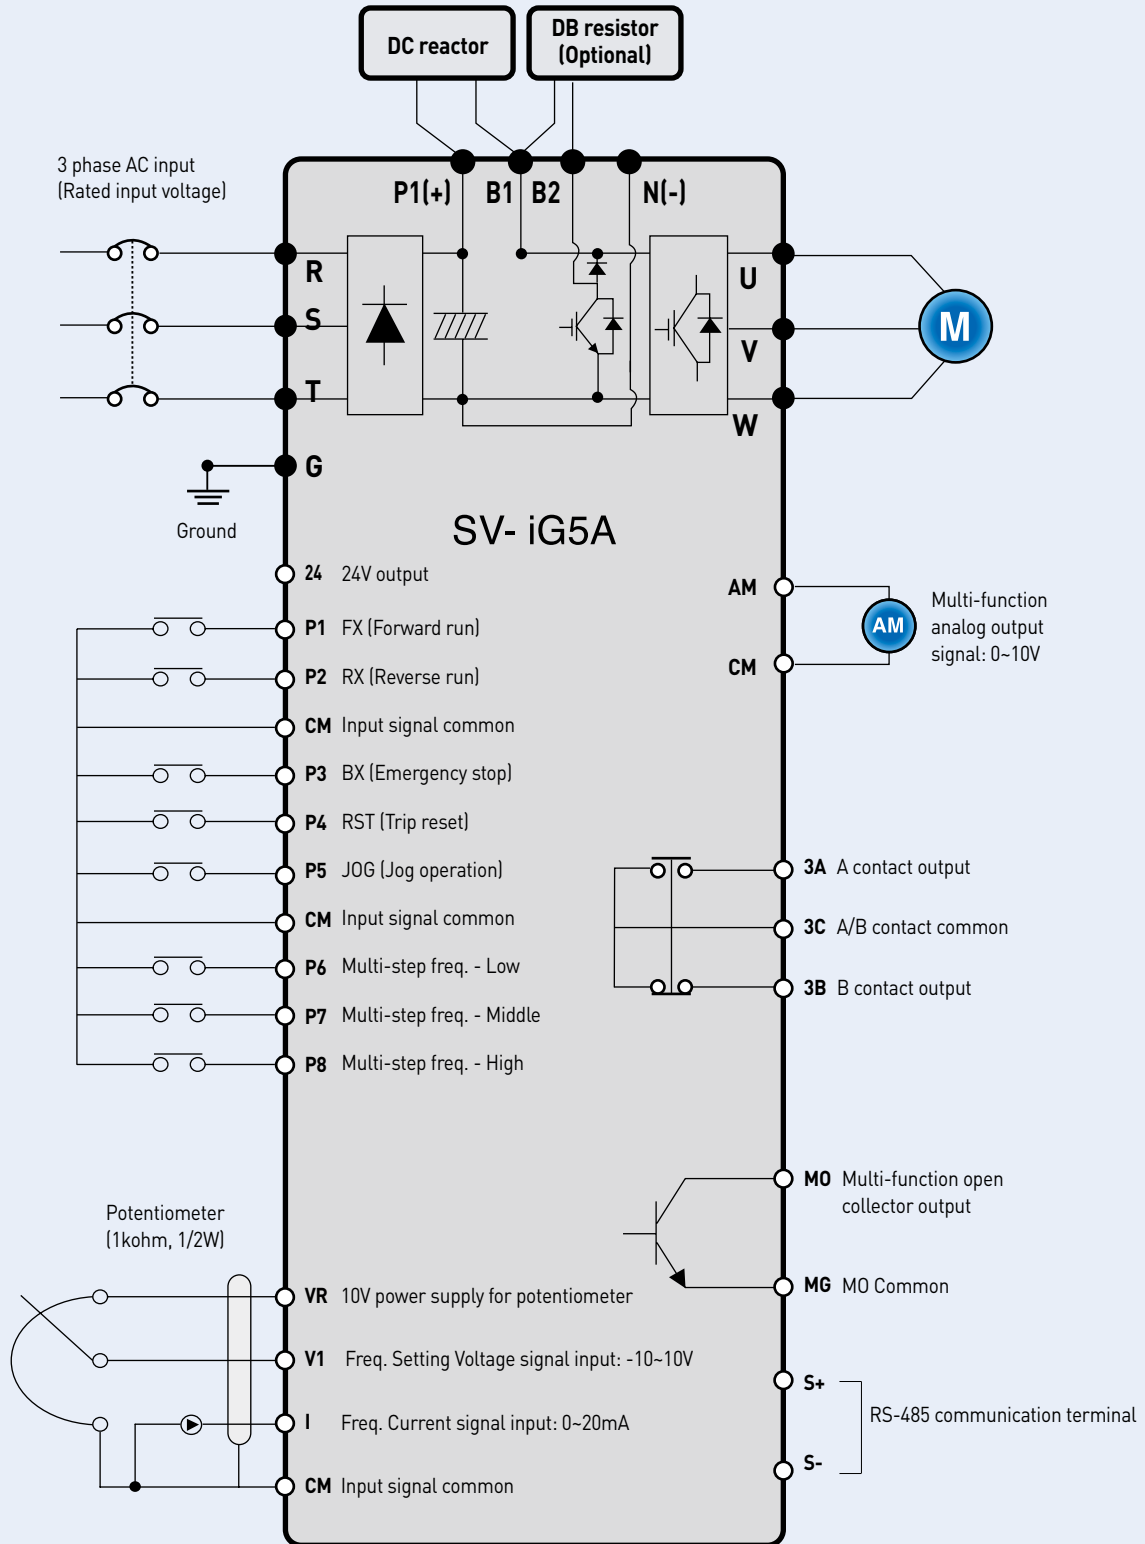 DC reactor
DB resistor
(Optional)
3 phase AC input
(Rated input voltage)
P1(+) B1 B2 N(-)
R
S
T
G
U
V
W
M
Ground
SV- iG5A
24 24V output
P1 FX (Forward run)
P2 RX (Reverse run)
CM Input signal common
P3 BX (Emergency stop)
P4 RST (Trip reset)
P5 JOG (Jog operation)
CM Input signal common
P6 Multi-step freq. - Low
P7 Multi-step freq. - Middle
P8 Multi-step freq. - High
AM
CM
AM
Multi-function
analog output
signal: 0~10V
3A A contact output
3C A/B contact common
3B B contact output
MO Multi-function open
collector output
MG MO Common
Potentiometer
(1kohm, 1/2W)
VR 10V power supply for potentiometer
V1 Freq. Setting Voltage signal input: -10~10V
I Freq. Current signal input: 0~20mA
CM Input signal common
S+
S-
RS-485 communication terminal